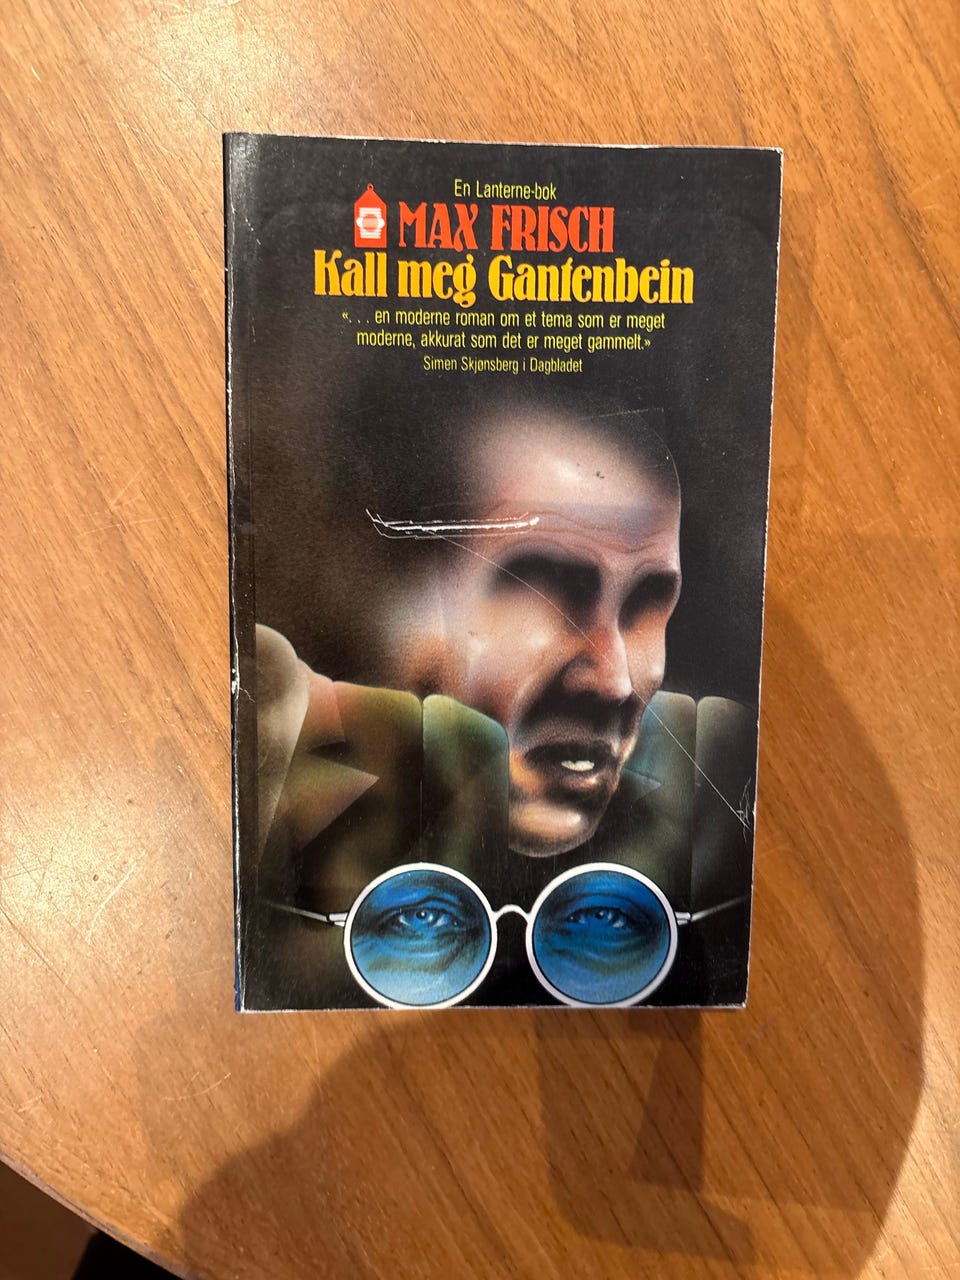 En Lanterne-bok
MAX FRISCH
Kall meg Gantenbein
«. . . en moderne roman om et tema som er meget
moderne, akkurat som det er meget gammelt.»
Simen Skjønsberg i Dagbladet